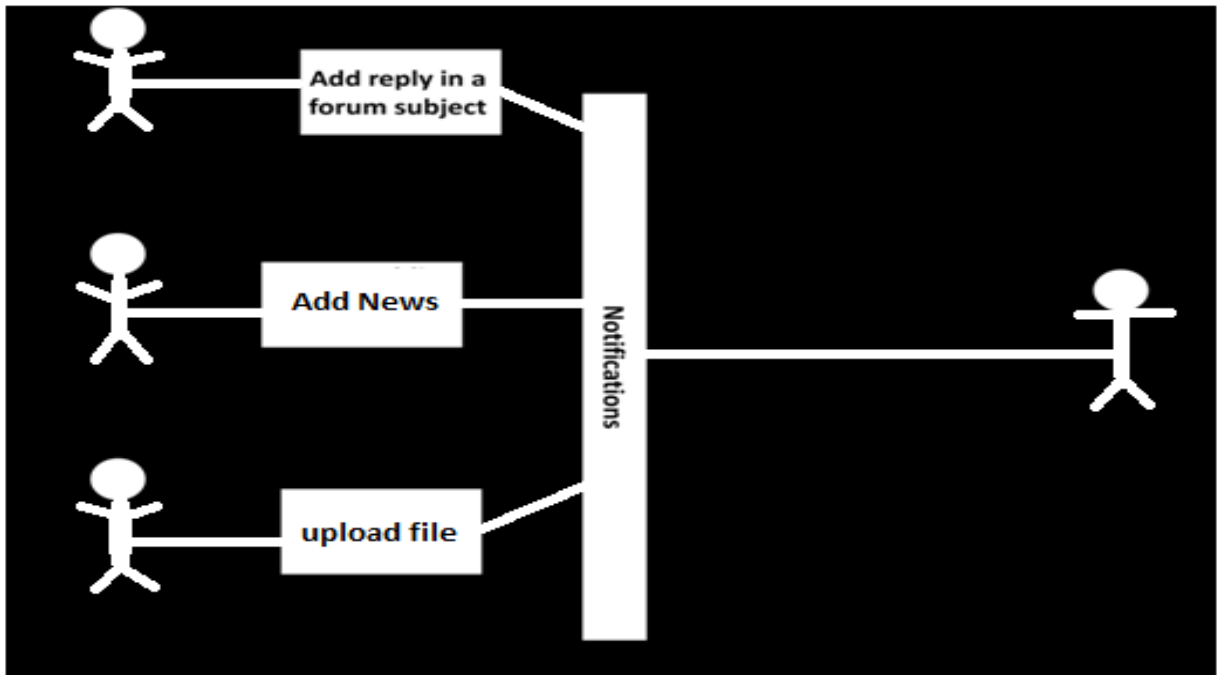 Add reply in a
forum subject
Add News
Notifications
upload file